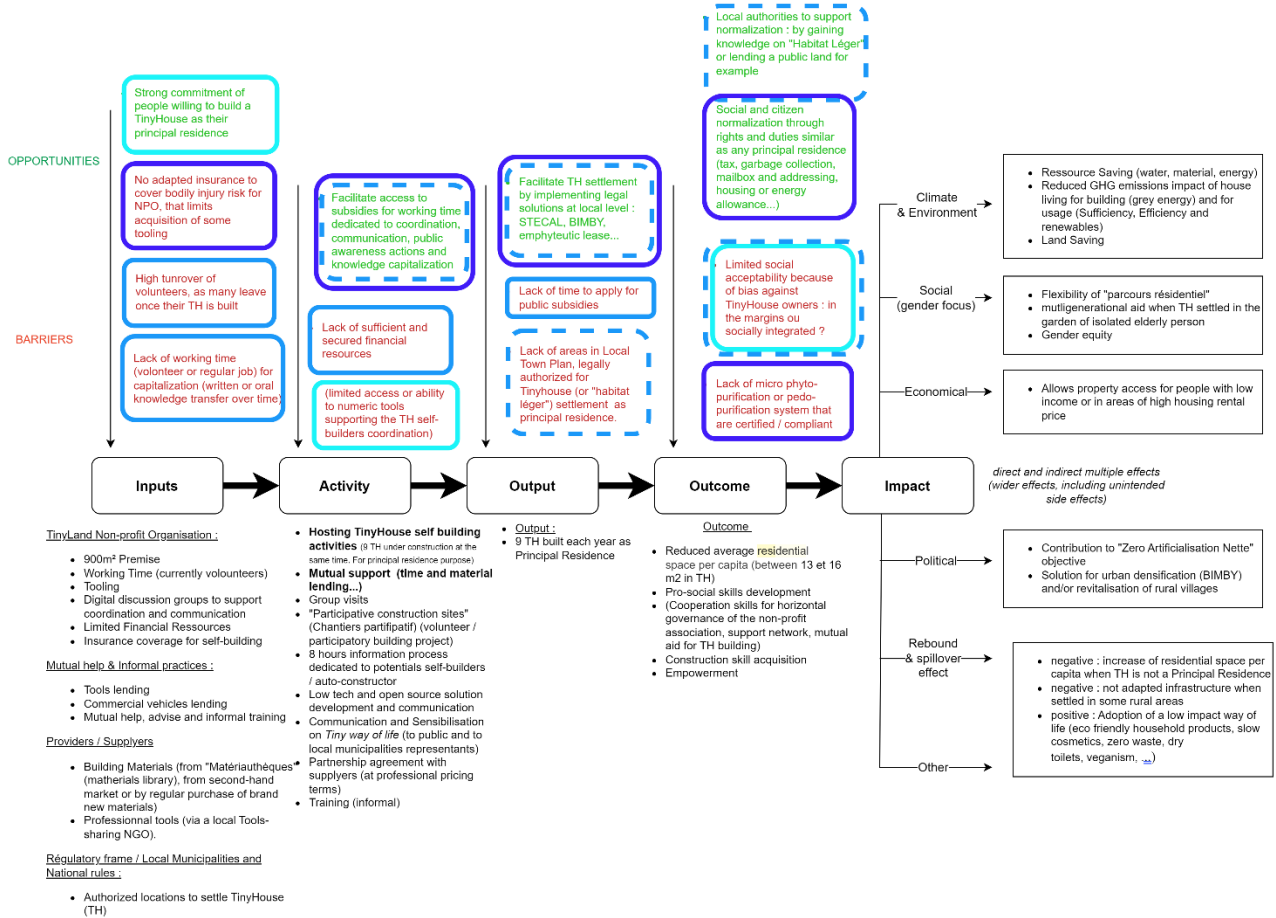 Local authorities to support
normalization : by gaining
knowledge on "Habitat Léger"
or lending a public land for
example
Strong commitment of
people willing to build a
TinyHouse as their
principal residence
Social and citizen
normalization through
rights and duties similar
as any principal residence
(tax, garbage collection,
mailbox and addressing,
housing or energy
allowance...)
OPPORTUNITIES
No adapted insurance to
cover bodily injury risk for
NPO, that limits
acquisition of some
tooling
Facilitate access to
subsidies for working time
dedicated to coordination,
communication, public
awareness actions and
knowledge capitalization
Facilitate TH settlement
by implementing legal
solutions at local level :
STECAL, BIMBY,
emphyteutic lease...
High tunrover of
volunteers, as many leave
once their TH is built
Lack of time to apply for
public subsidies
Limited social
acceptability because of
bias against
TinyHouse owners : in
the margins ou
socially integrated ?
BARRIERS
Lack of sufficient and
secured financial
resources
Lack of working time
(volonteer or regular job) for
capitalization (written or oral
knowledge transfer over time)
(limited access or ability
to numeric tools
supporting the TH self-
builders coordination)
Lack of areas in Local
Town Plan, legally
authorized for
Tinyhouse (or "habitat
léger") settlement as
principal residence.
Lack of micro phyto-
purification or pedo-
purification system that
are certified / compliant
Inputs
Activity
Output
Outcome
Impact
direct and indirect multiple effects
(wider effects, including unintended
side effects)
Climate
& Environment
• Ressource Saving (water, material, energy)
• Reduced GHG emissions impact of house
living for building (grey energy) and for
usage (Sufficiency, Efficiency and
renewables)
• Land Saving
Social
(gender focus)
• Flexibility of "parcours résidentiel"
• mutligenerational aid when TH settled in the
garden of isolated elderly person
• Gender equity
Economical
• Allows property access for people with low
income or in areas of high housing rental
price
TinyLand Non-profit Organisation :
• 900m² Premise
• Working Time (currently volounteers)
• Tooling
• Digital discussion groups to support
coordination and communication
• Limited Financial Ressources
• Insurance coverage for self-building
Mutual help & Informal practices :
• Tools lending
• Commercial vehicles lending
• Mutual help, advise and informal training
Providers / Supplyers
• Building Materials (from "Matériauthèques"
(matherials library), from second-hand
market or by regular purchase of brand
new materials)
• Professionnal tools (via a local Tools-
sharing NGO).
Régulatory frame / Local Municipalities and
National rules :
• Authorized locations to settle TinyHouse
(TH)
• Hosting TinyHouse self building
activities (9 TH under construction at the
same time. For principal residence purpose)
• Mutual support (time and material
lending...)
• Group visits
• "Participative construction sites"
(Chantiers partifipatif) (volunteer /
participatory building project)
• 8 hours information process
dedicated to potentials self-builders
/ auto-constructor
• Low tech and open source solution
development and communication
• Communication and Sensibilisation
on Tiny way of life (to public and to
local municipalities representants)
• Partnership agreement with
supplyers (at professional pricing
terms)
• Training (informal)
• Output :
• 9 TH built each year as
Principal Residence
Outcome
• Reduced average residential
space per capita (between 13 et 16
m2 in TH)
• Pro-social skills development
• (Cooperation skills for horizontal
governance of the non-profit
association, support network, mutual
aid for TH building)
• Construction skill acquisition
• Empowerment
Political
• Contribution to "Zero Artificialisation Nette"
objective
• Solution for urban densification (BIMBY)
and/or revitalisation of rural villages
Rebound
& spillover
effect
• negative : increase of residential space per
capita when TH is not a Principal Residence
• negative : not adapted infrastructure when
settled in some rural areas
• positive : Adoption of a low impact way of
life (eco friendly household products, slow
cosmetics, zero waste, dry
toilets, veganism, ...)
Other